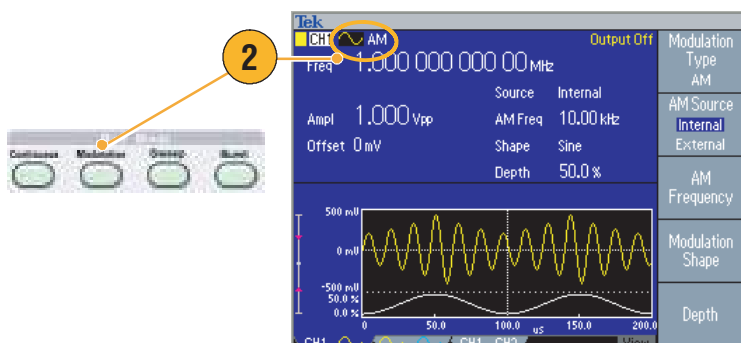 2
Continuous Modulation Sweep Burst
Tek
CH1 AM Output Off
Freq 1.000 000 000 00 MHz
Source Internal
Ampl 1.000 Vpp AM Freq 10.00 kHz
Offset 0 mV Shape Sine
Depth 50.0 %
500 mV
0 mV
-500 mV
50.0 %
0.0 %
0 50.0 100.0 uS 150.0 200.0
Modulation
Type
AM
AM Source
Internal
External
AM
Frequency
Modulation
Shape
Depth
CH1 CH1 CH2 View